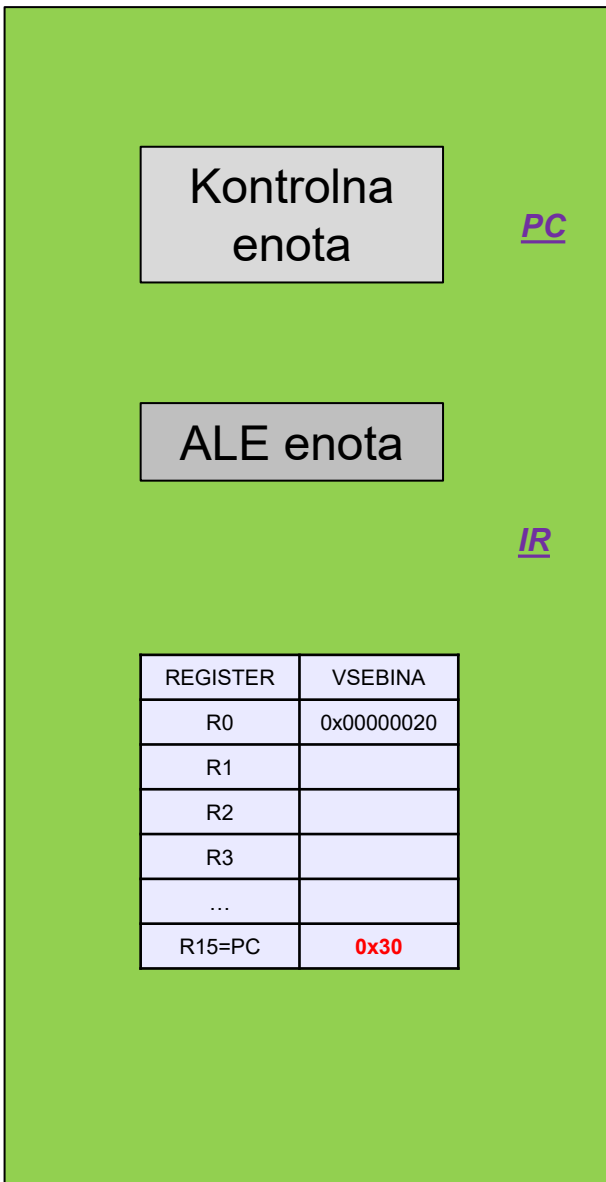 Kontrolna
enota
PC
ALE enota
IR
REGISTER VSEBINA
R0 0x00000020
R1
R2
R3
…
R15=PC 0x30